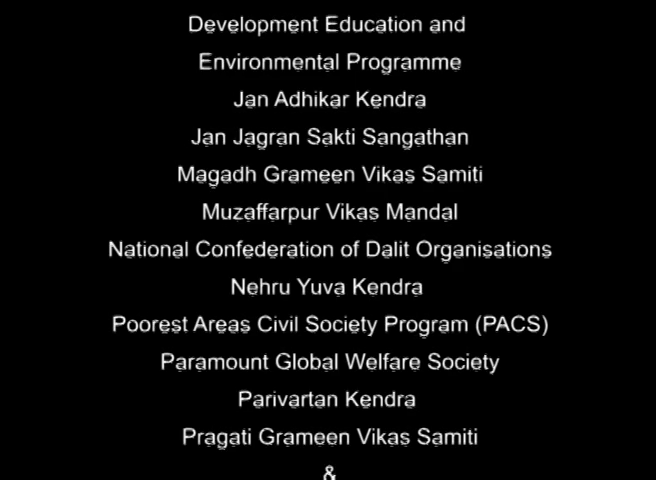 Development Education and
Environmental Programme
Jan Adhikar Kendra
Jan Jagran Sakti Sangathan
Magadh Grameen Vikas Samiti
Muzaffarpur Vikas Mandal
National Confederation of Dalit Organisations
Nehru Yuva Kendra
Poorest Areas Civil Society Program (PACS)
Paramount Global Welfare Society
Parivartan Kendra
Pragati Grameen Vikas Samiti
&